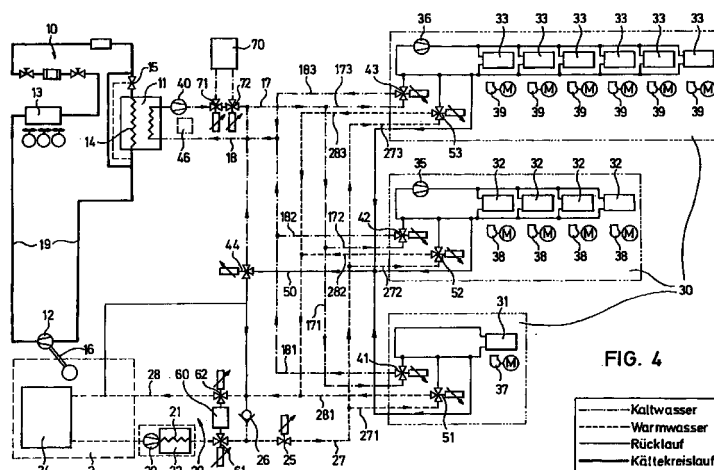 36 33 33 33 33 33 33
10 70
15 11 40 71 72 17 183 173 43
13
39 39 39 39 39 39
14 46 18 283 273 53
35 32 32 32 32
19 182 172 42
38 38 38 38
44 50 282 272 52
30
171 31
12 16 181 41 37
FIG. 4
62 28 60 281 51
21 271
26 25 27
61
Kaltwasser
Warmwasser
Rücklauf
Kältekreislauf